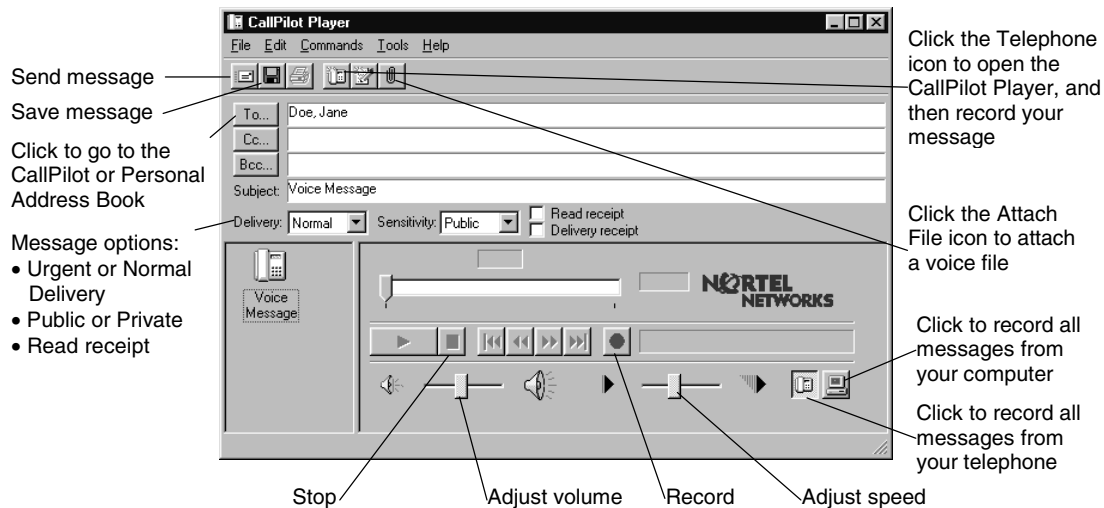 CallPilot Player
File Edit Commands Tools Help
Send message
Save message
Click to go to the
CallPilot or Personal
Address Book
Message options:
• Urgent or Normal
Delivery
• Public or Private
• Read receipt
To...
Doe, Jane
Cc...
Bcc...
Subject: Voice Message
Delivery: Normal Sensitivity: Public Read receipt
Delivery receipt
Voice
Message
NORTEL
NETWORKS
Click the Telephone
icon to open the
CallPilot Player, and
then record your
message
Click the Attach
File icon to attach
a voice file
Click to record all
messages from
your computer
Click to record all
messages from
your telephone
Stop Adjust volume Record Adjust speed